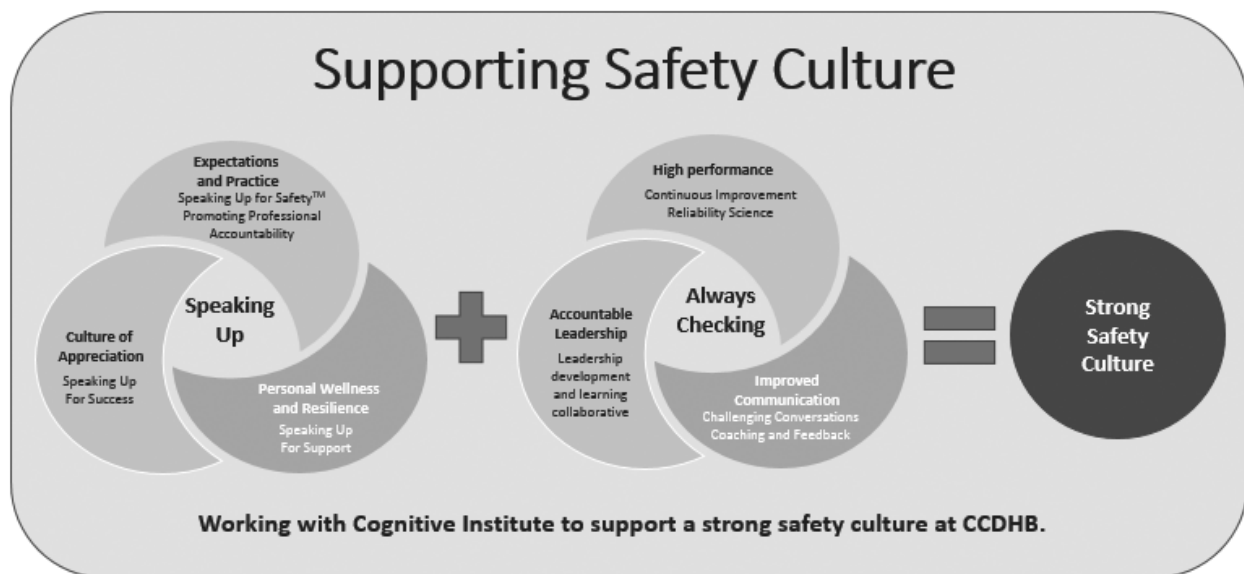 Supporting Safety Culture
Expectations
and Practice
Speaking Up for Safety™
Promoting Professional
Accountability
Speaking
Up
Culture of
Appreciation
Speaking Up
For Success
Personal Wellness
and Resilience
Speaking Up
For Support
High performance
Continuous Improvement
Reliability Science
Always
Checking
Accountable
Leadership
Leadership
development
and learning
collaborative
Improved
Communication
Challenging Conversations
Coaching and Feedback
Strong
Safety
Culture
Working with Cognitive Institute to support a strong safety culture at CCDHB.